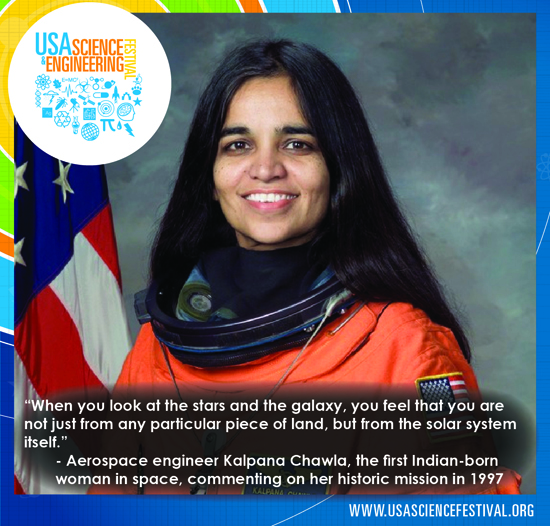 USA SCIENCE
& ENGINEERING
FESTIVAL
E=MC²
π
“When you look at the stars and the galaxy, you feel that you are
not just from any particular piece of land, but from the solar system
itself.”
- Aerospace engineer Kalpana Chawla, the first Indian-born
woman in space, commenting on her historic mission in 1997
KALPANA
WWW.USASCIENCEFESTIVAL.ORG